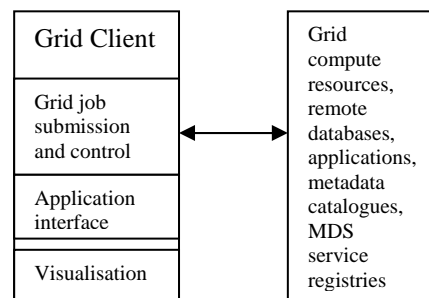 Grid Client
Grid job
submission
and control
Application
interface
Visualisation
Grid
compute
resources,
remote
databases,
applications,
metadata
catalogues,
MDS
service
registries